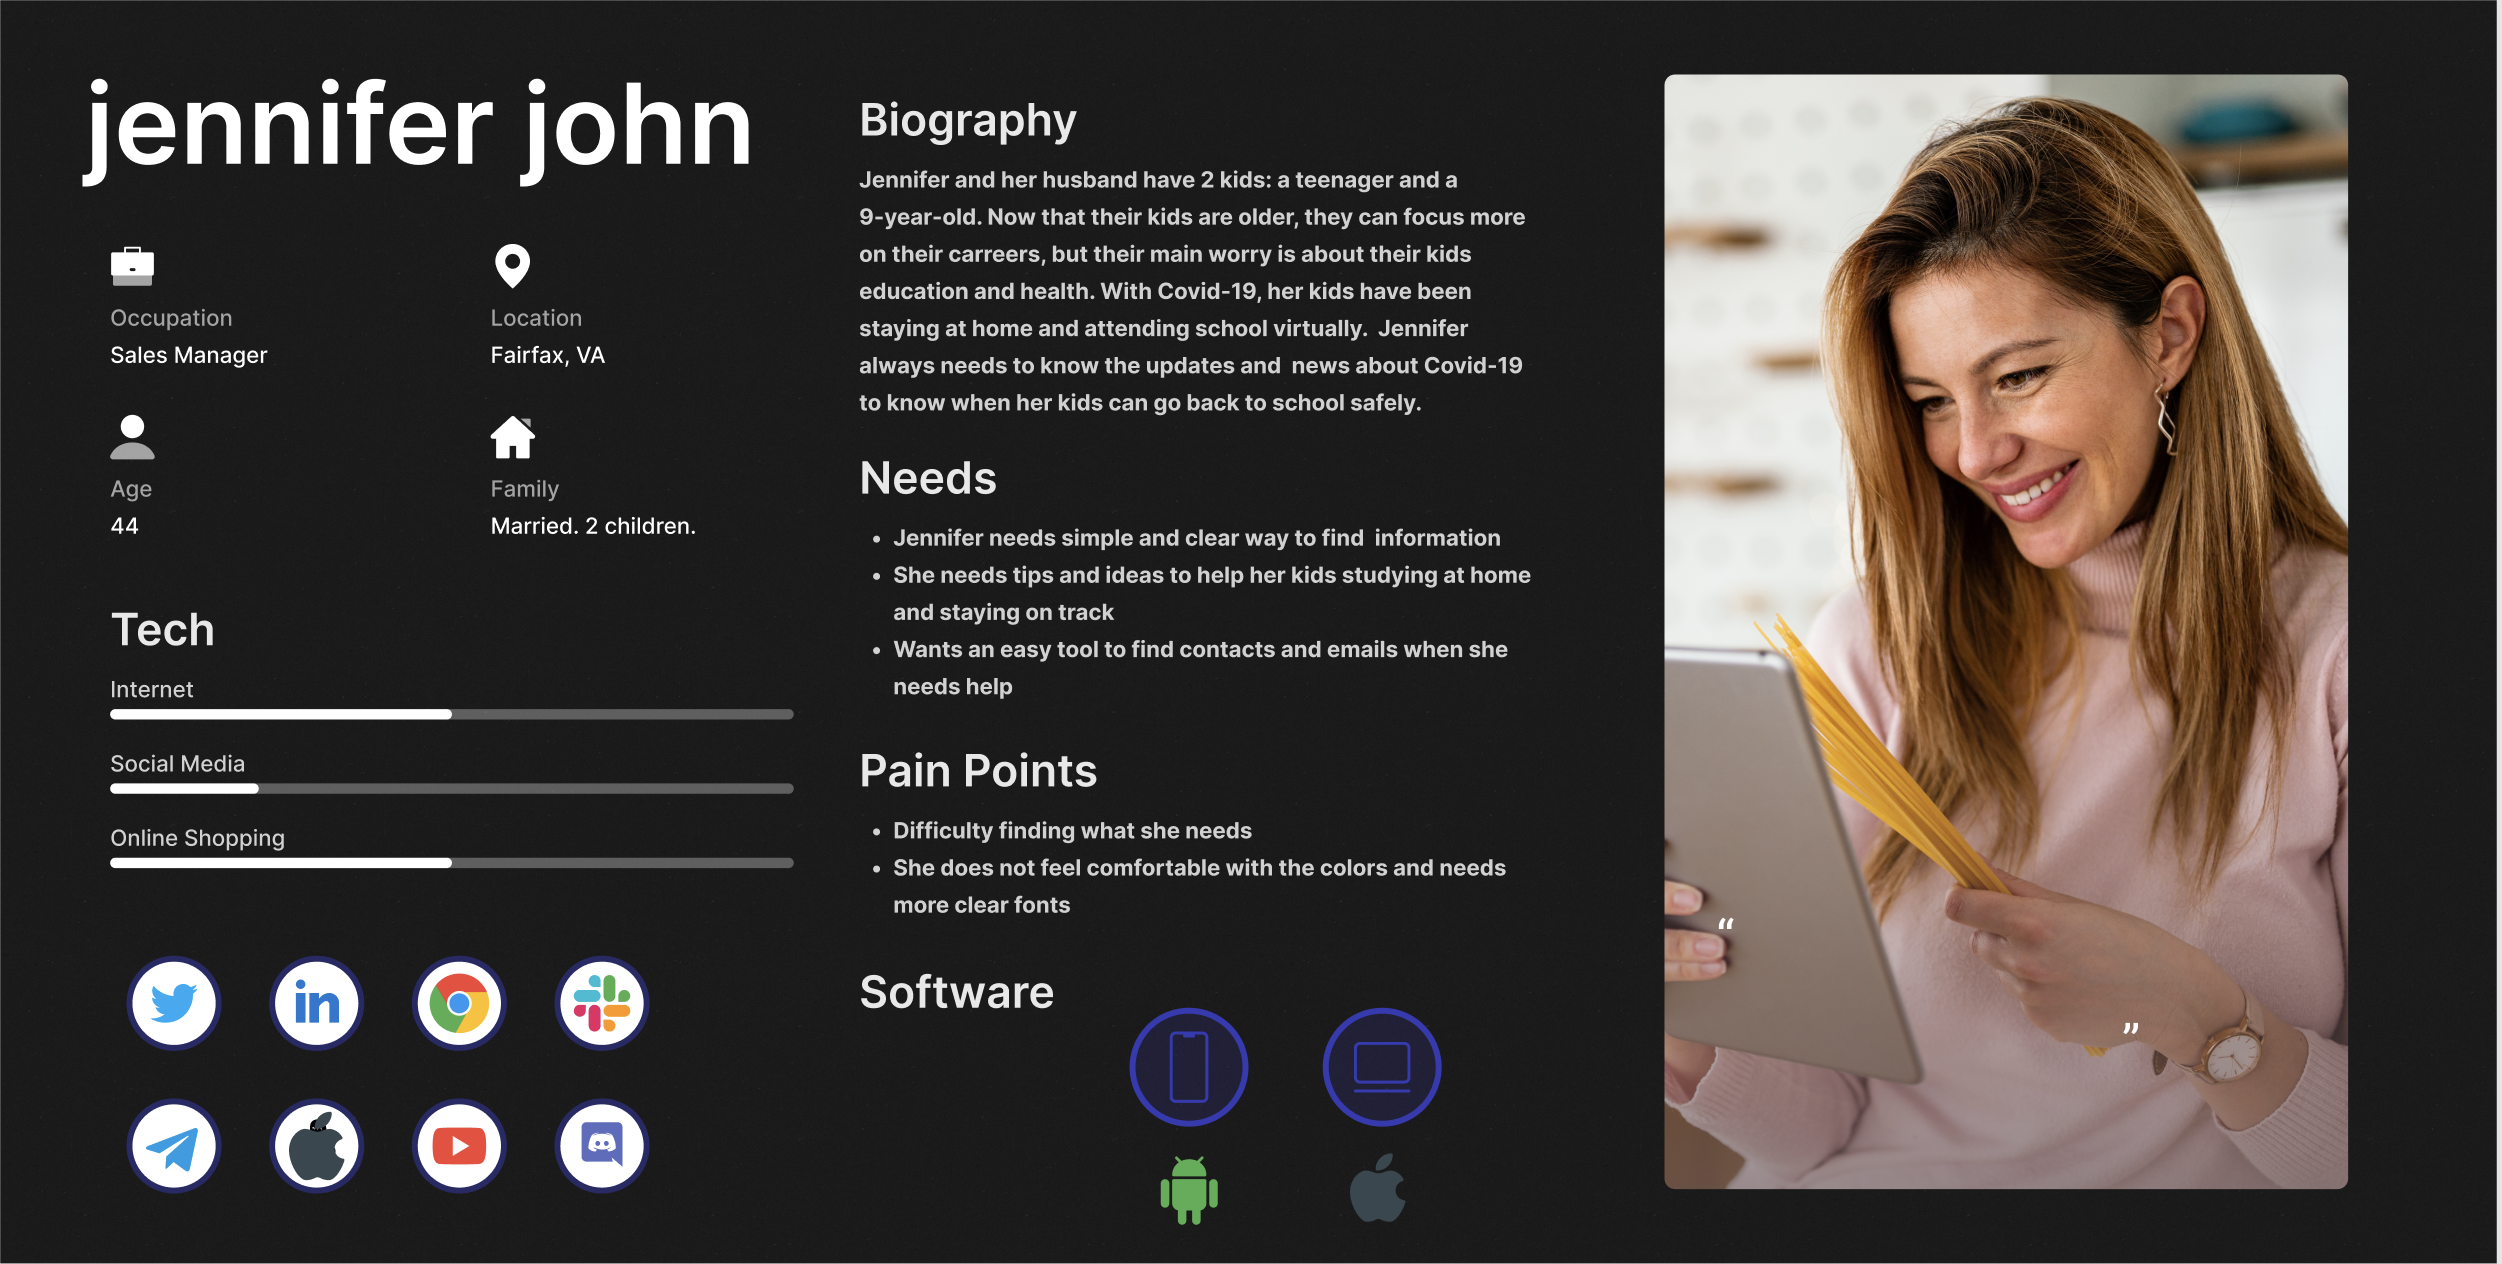 jennifer john
Occupation
Sales Manager
Location
Fairfax, VA
Age
44
Family
Married. 2 children.
Tech
Internet
Social Media
Online Shopping
in
Biography
Jennifer and her husband have 2 kids: a teenager and a
9-year-old. Now that their kids are older, they can focus more
on their carreers, but their main worry is about their kids
education and health. With Covid-19, her kids have been
staying at home and attending school virtually.  Jennifer
always needs to know the updates and  news about Covid-19
to know when her kids can go back to school safely.
Needs
• Jennifer needs simple and clear way to find  information
• She needs tips and ideas to help her kids studying at home
and staying on track
• Wants an easy tool to find contacts and emails when she
needs help
Pain Points
• Difficulty finding what she needs
• She does not feel comfortable with the colors and needs
more clear fonts
Software
“
”